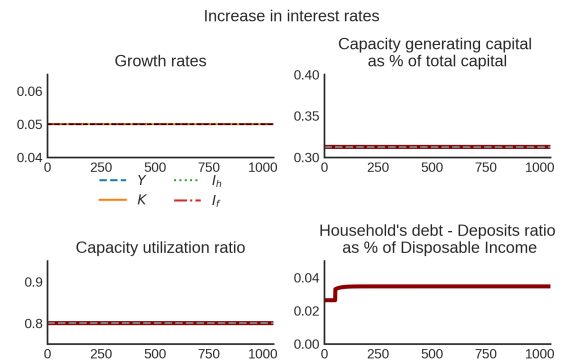 Increase in interest rates
Growth rates
0.06
0.05
0.04
0 250 500 750 1000
Y
K
I_h
I_f
Capacity generating capital
as % of total capital
0.40
0.35
0.30
0 250 500 750 1000
Capacity utilization ratio
0.9
0.8
0 250 500 750 1000
Household's debt - Deposits ratio
as % of Disposable Income
0.04
0.02
0.00
0 250 500 750 1000